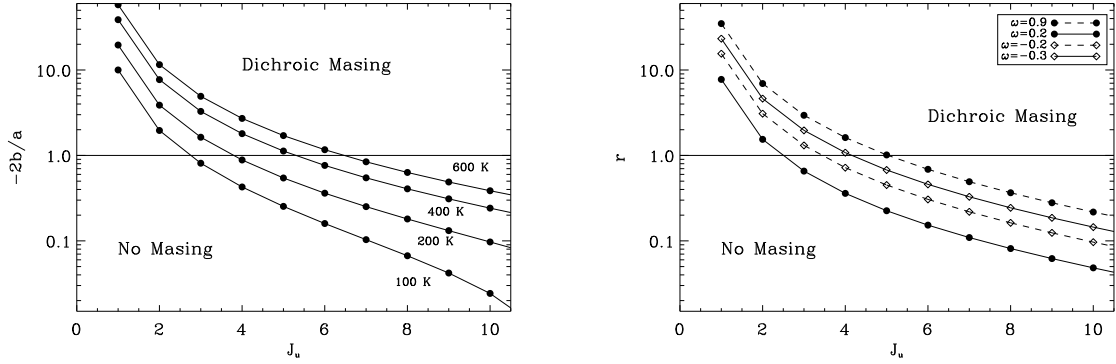 -2b/a
10.0
1.0
0.1
Dichroic Masing
No Masing
600 K
400 K
200 K
100 K
0 2 4 6 8 10
Ju
r
10.0
1.0
0.1
ω=0.9
ω=0.2
ω=-0.2
ω=-0.3
Dichroic Masing
No Masing
0 2 4 6 8 10
Ju